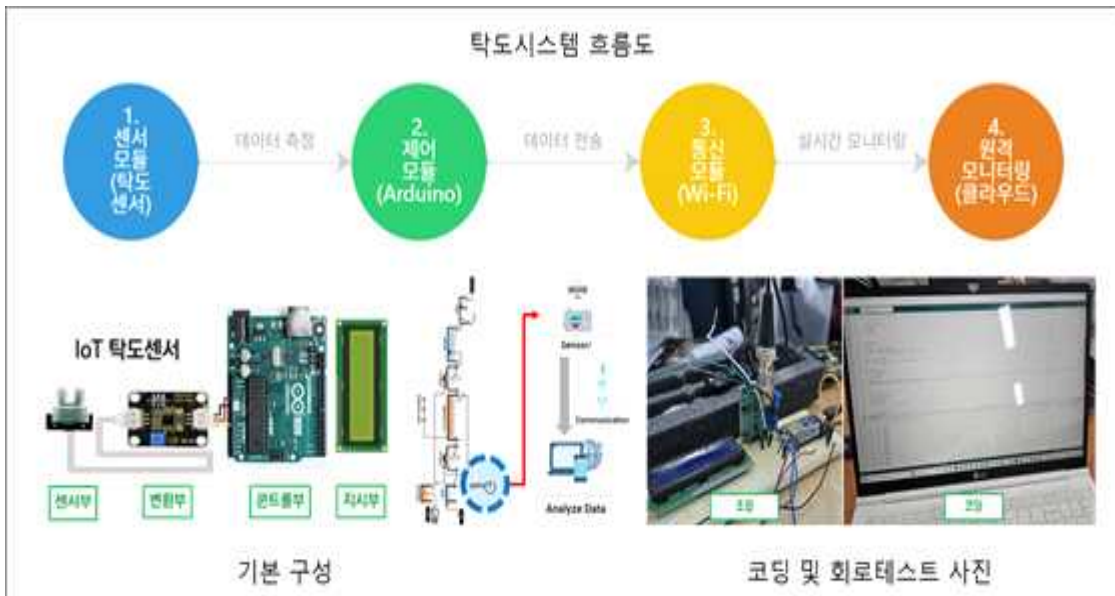 탁도시스템 흐름도
1.
센서
모듈
(탁도
센서)
데이터 측정
2.
제어
모듈
(Arduino)
데이터 전송
3.
통신
모듈
(Wi-Fi)
실시간 모니터링
4.
원격
모니터링
(클라우드)
IoT 탁도센서
센서부
변환부
콘트롤부
지시부
Sensor
Communication
Analyze Data
기본 구성
코딩 및 회로테스트 사진